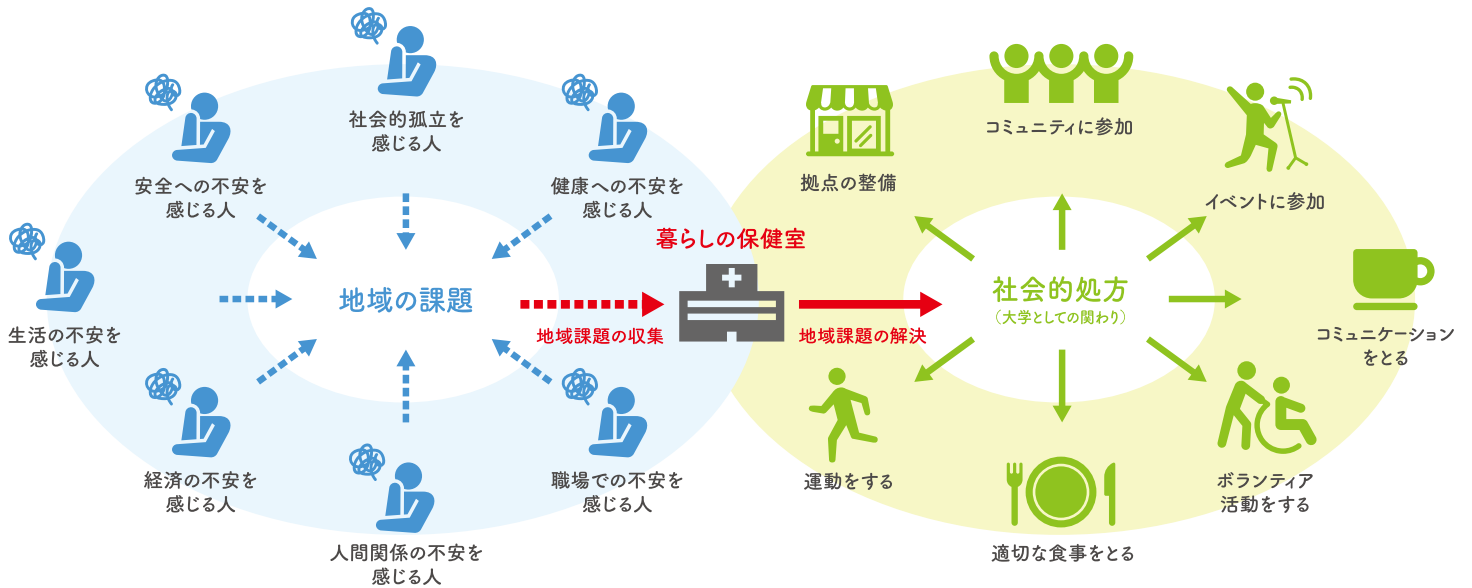 社会的孤立を
感じる人
安全への不安を
感じる人
健康への不安を
感じる人
生活の不安を
感じる人
地域の課題
経済の不安を
感じる人
職場での不安を
感じる人
人間関係の不安を
感じる人
暮らしの保健室
地域課題の収集
地域課題の解決
コミュニティに参加
拠点の整備
イベントに参加
社会的処方
（大学としての関わり）
コミュニケーション
をとる
運動をする
ボランティア
活動をする
適切な食事をとる